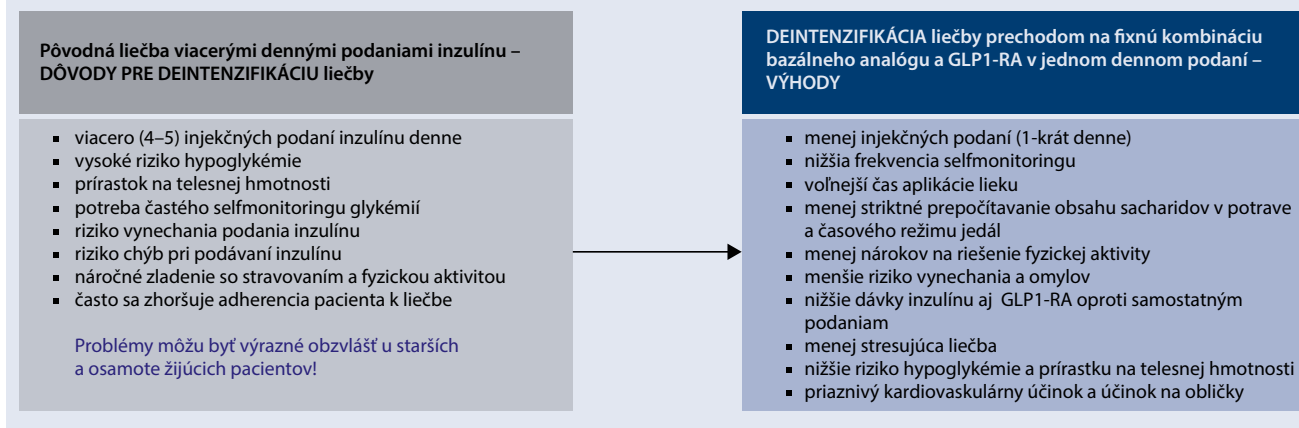 Pôvodná liečba viacerými dennými podaniami inzulínu –
DÔVODY PRE DEINTENZIFIKÁCIU liečby
▪ viacero (4–5) injekčných podaní inzulínu denne
▪ vysoké riziko hypoglykémie
▪ prírastok na telesnej hmotnosti
▪ potreba častého selfmonitoringu glykémií
▪ riziko vynechania podania inzulínu
▪ riziko chýb pri podávaní inzulínu
▪ náročné zladenie so stravovaním a fyzickou aktivitou
▪ často sa zhoršuje adherencia pacienta k liečbe
Problémy môžu byť výrazné obzvlášť u starších
a osamote žijúcich pacientov!
DEINTENZIFIKÁCIA liečby prechodom na fixnú kombináciu
bazálneho analógu a GLP1-RA v jednom dennom podaní –
VÝHODY
▪ menej injekčných podaní (1-krát denne)
▪ nižšia frekvencia selfmonitoringu
▪ voľnejší čas aplikácie lieku
▪ menej striktné prepočítavanie obsahu sacharidov v potrave
a časového režimu jedál
▪ menej nárokov na riešenie fyzickej aktivity
▪ menšie riziko vynechania a omylov
▪ nižšie dávky inzulínu aj GLP1-RA oproti samostatným
podaniam
▪ menej stresujúca liečba
▪ nižšie riziko hypoglykémie a prírastku na telesnej hmotnosti
▪ priaznivý kardiovaskulárny účinok a účinok na obličky